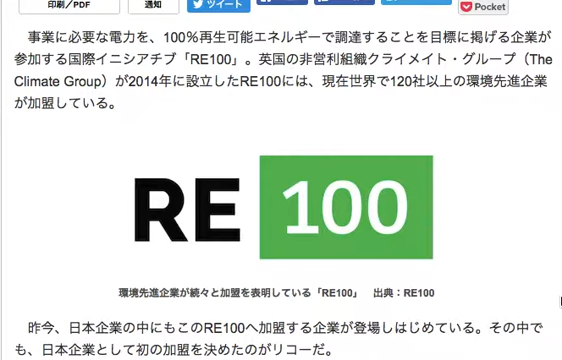 印刷／PDF 通知 ツイート Pocket
事業に必要な電力を、100％再生可能エネルギーで調達することを目標に掲げる企業が
参加する国際イニシアチブ「RE100」。英国の非営利組織クライメイト・グループ（The
Climate Group）が2014年に設立したRE100には、現在世界で120社以上の環境先進企業
が加盟している。
RE 100
環境先進企業が続々と加盟を表明している「RE100」　出典：RE100
昨今、日本企業の中にもこのRE100へ加盟する企業が登場しはじめている。その中で
も、日本企業として初の加盟を決めたのがリコーだ。